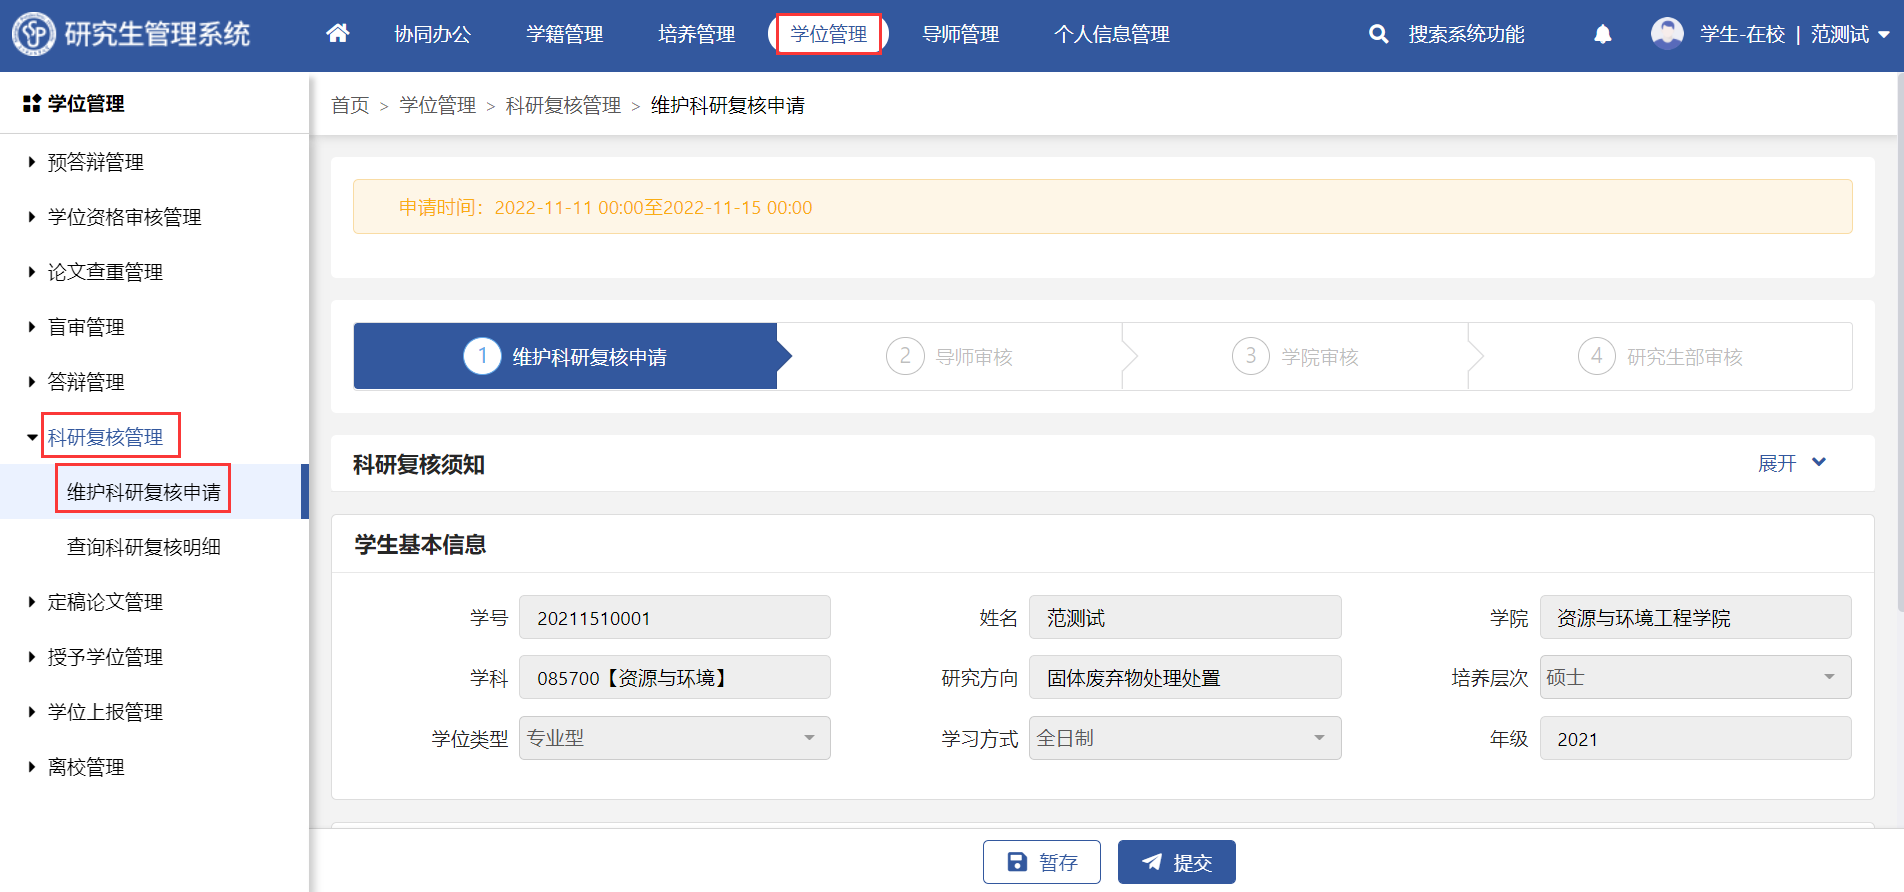 研究生管理系统
协同办公 学籍管理 培养管理 学位管理 导师管理 个人信息管理 搜索系统功能 学生-在校 | 范测试
学位管理
预答辩管理
学位资格审核管理
论文查重管理
盲审管理
答辩管理
科研复核管理
维护科研复核申请
查询科研复核明细
定稿论文管理
授予学位管理
学位上报管理
离校管理
首页 > 学位管理 > 科研复核管理 > 维护科研复核申请
申请时间：2022-11-11 00:00至2022-11-15 00:00
1 维护科研复核申请 2 导师审核 3 学院审核 4 研究生部审核
科研复核须知 展开
学生基本信息
学号 20211510001 姓名 范测试 学院 资源与环境工程学院
学科 085700【资源与环境】 研究方向 固体废弃物处理处置 培养层次 硕士
学位类型 专业型 学习方式 全日制 年级 2021
暂存 提交